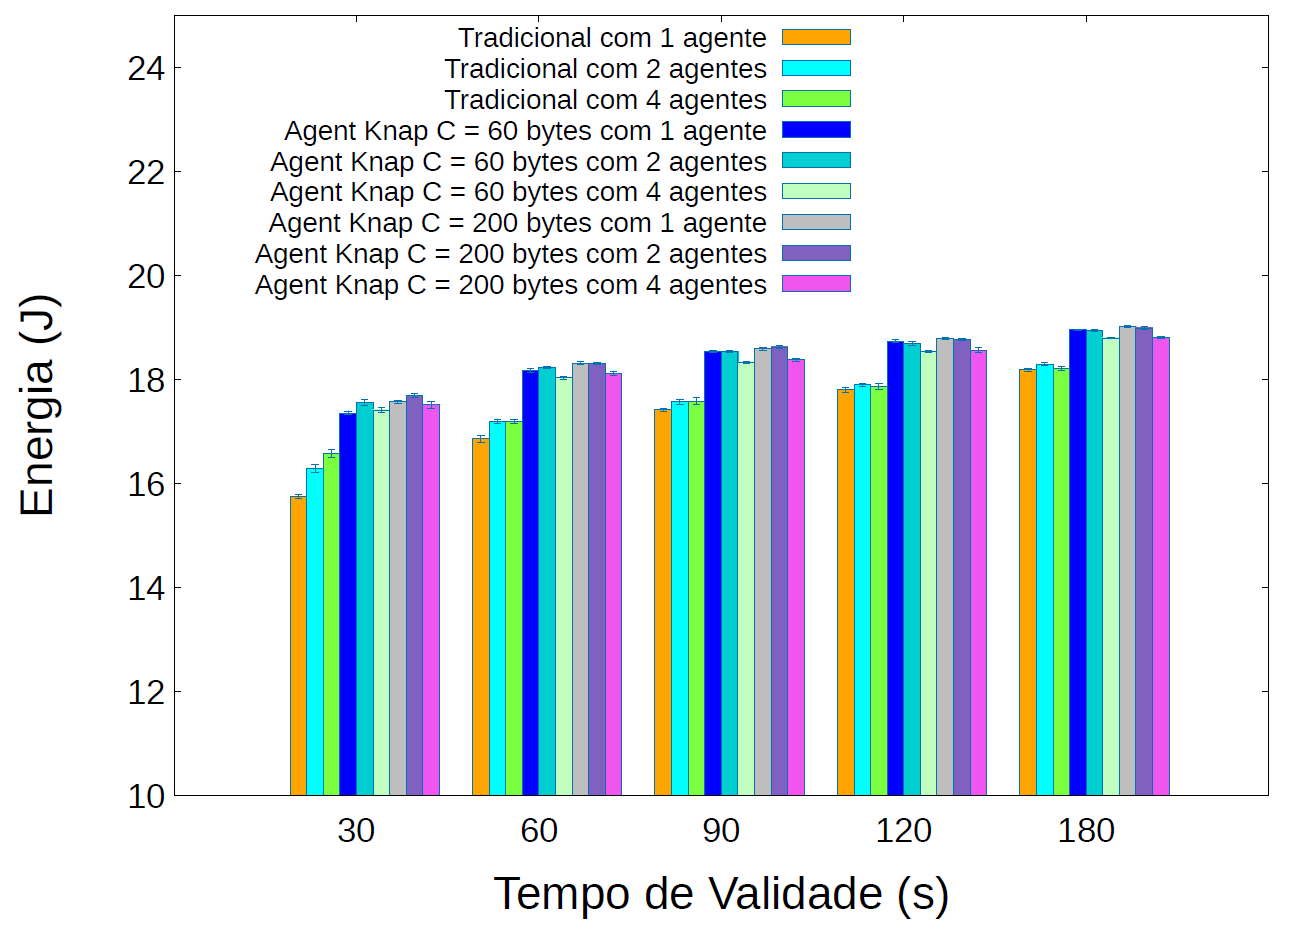 Tradicional com 1 agente
Tradicional com 2 agentes
Tradicional com 4 agentes
Agent Knap C = 60 bytes com 1 agente
Agent Knap C = 60 bytes com 2 agentes
Agent Knap C = 60 bytes com 4 agentes
Agent Knap C = 200 bytes com 1 agente
Agent Knap C = 200 bytes com 2 agentes
Agent Knap C = 200 bytes com 4 agentes
24
22
20
18
16
14
12
10
Energia (J)
30 60 90 120 180
Tempo de Validade (s)